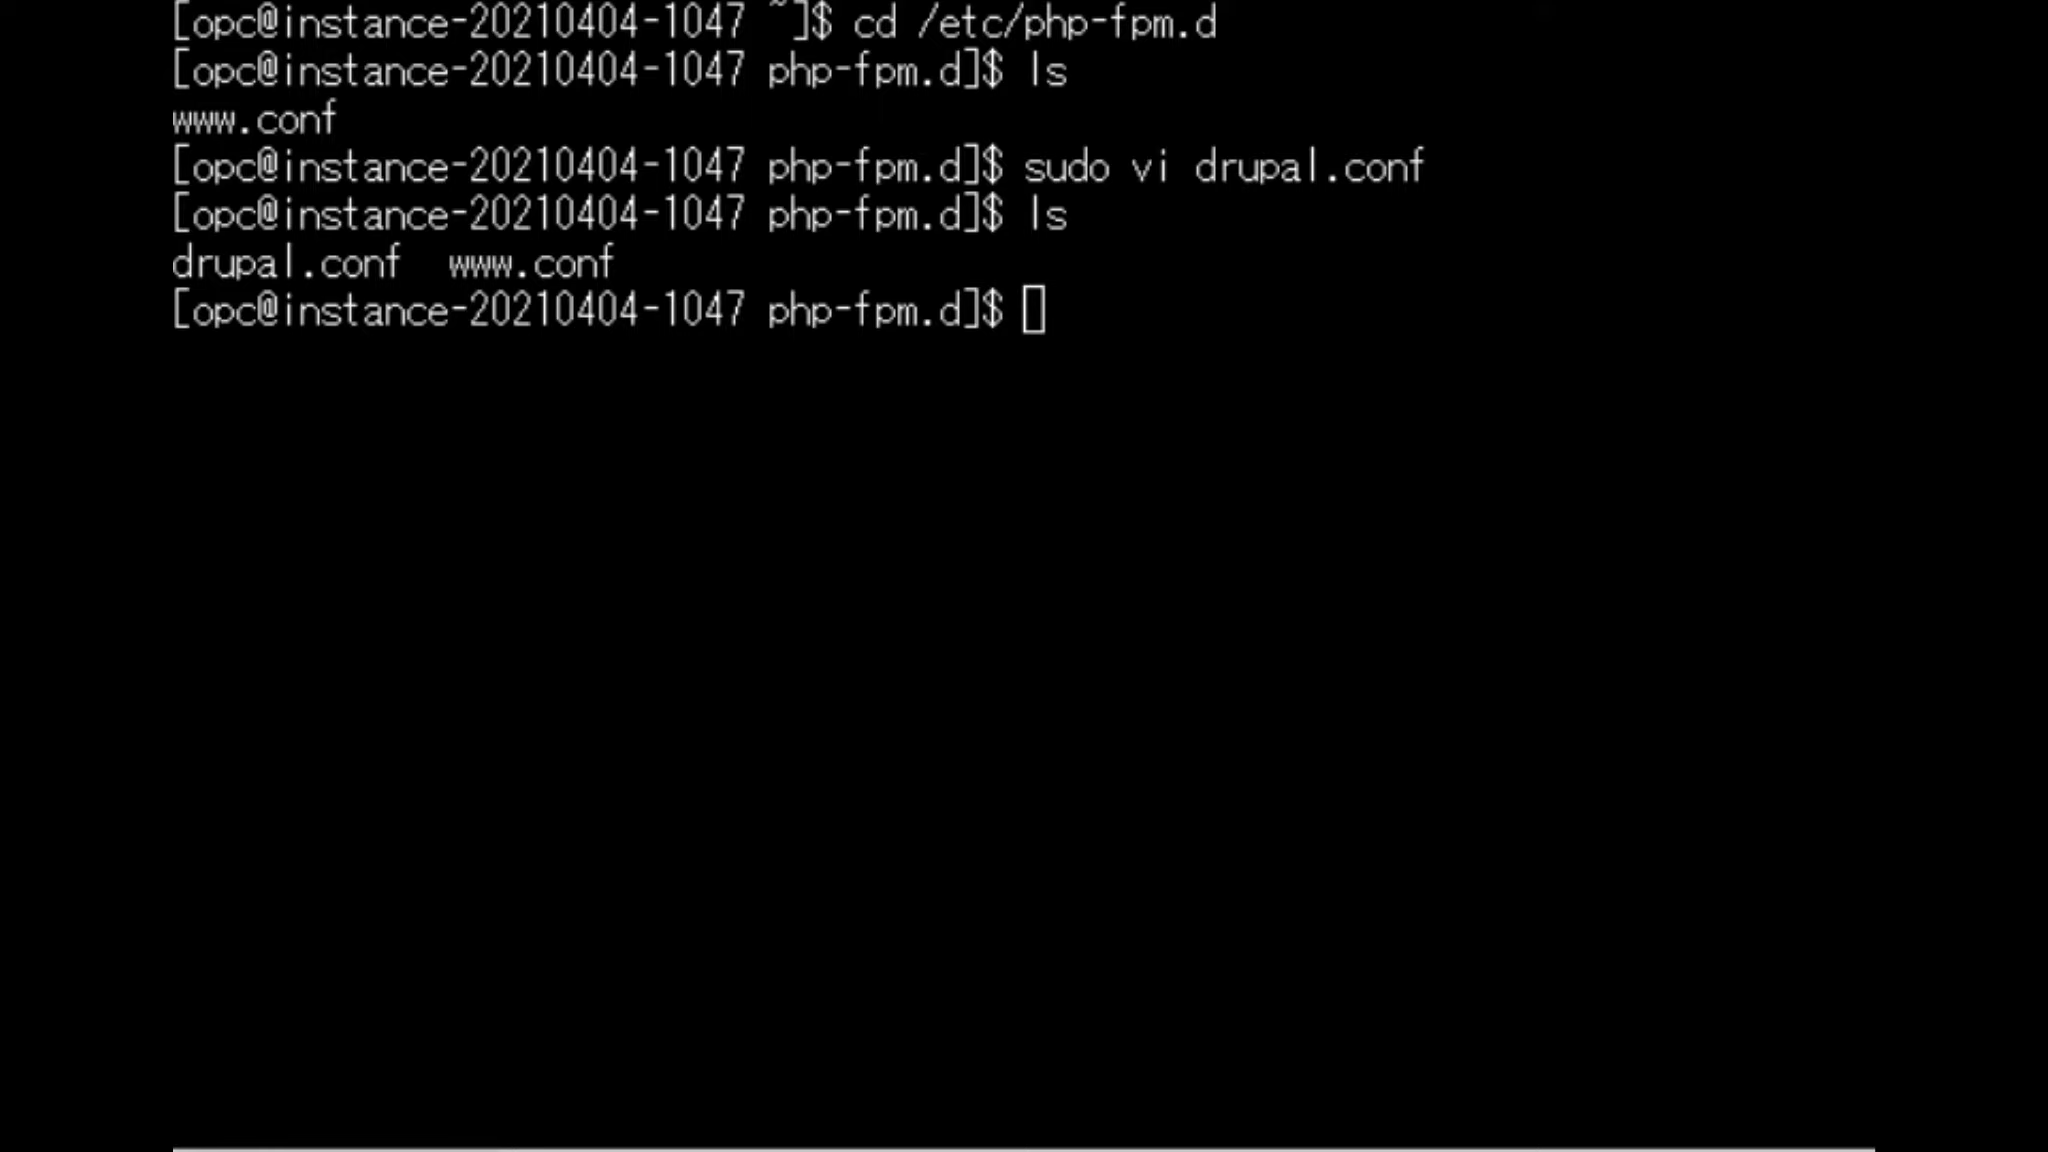 [opc@instance-20210404-1047 ~]$ cd /etc/php-fpm.d
[opc@instance-20210404-1047 php-fpm.d]$ ls
www.conf
[opc@instance-20210404-1047 php-fpm.d]$ sudo vi drupal.conf
[opc@instance-20210404-1047 php-fpm.d]$ ls
drupal.conf  www.conf
[opc@instance-20210404-1047 php-fpm.d]$